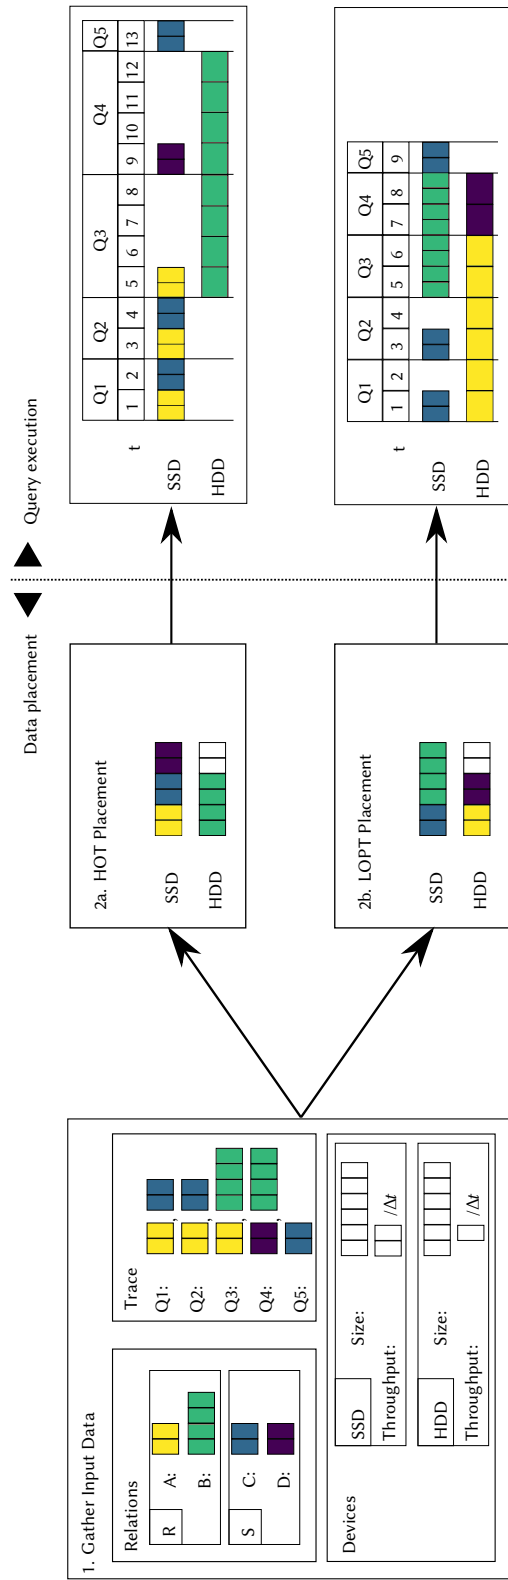 1. Gather Input Data
Relations
R
A:
B:
S
C:
D:
Trace
Q1: ,
Q2: ,
Q3: ,
Q4: ,
Q5:
Devices
SSD
Size:
Throughput: /Δt
HDD
Size:
Throughput: /Δt
Data placement
2a. HOT Placement
SSD
HDD
2b. LOPT Placement
SSD
HDD
Query execution
Q1 Q2 Q3 Q4 Q5
t 1 2 3 4 5 6 7 8 9 10 11 12 13
SSD
HDD
Q1 Q2 Q3 Q4 Q5
t 1 2 3 4 5 6 7 8 9
SSD
HDD